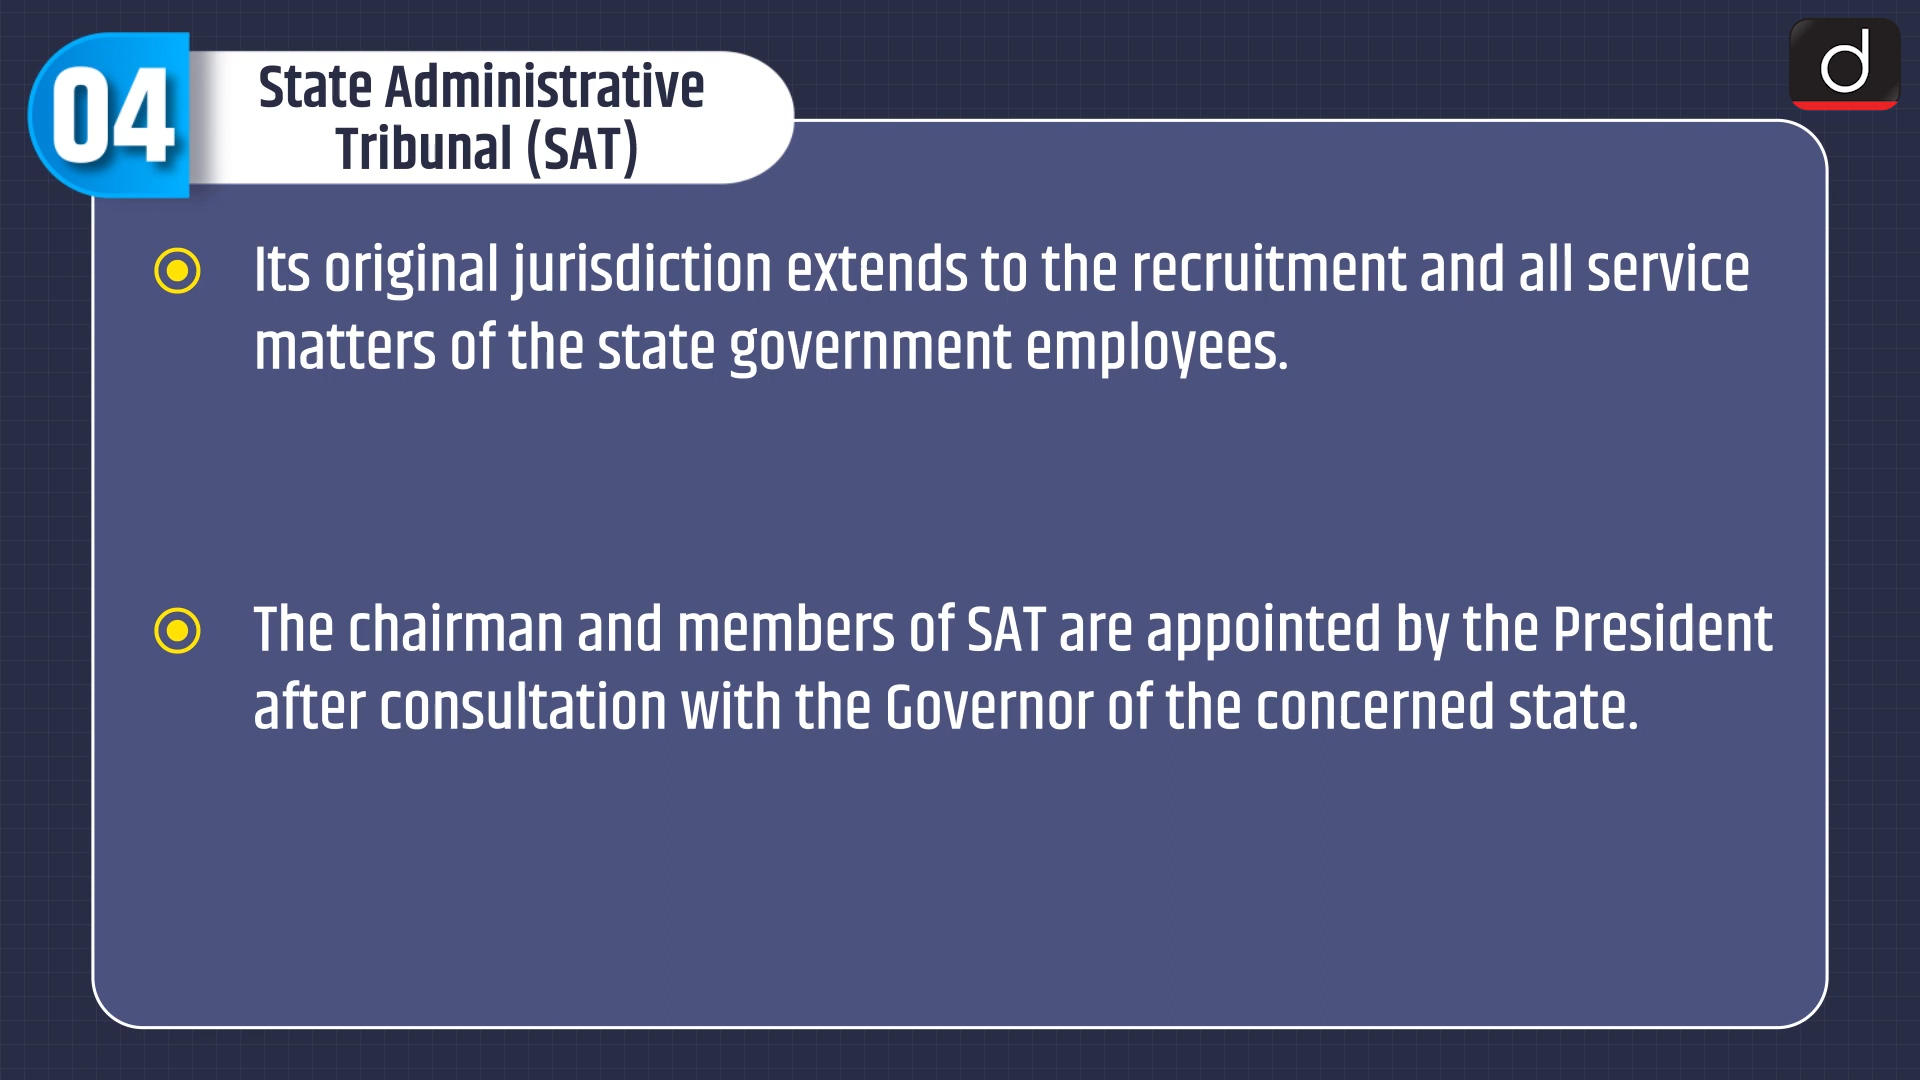 04
State Administrative
Tribunal (SAT)
d
Its original jurisdiction extends to the recruitment and all service
matters of the state government employees.
The chairman and members of SAT are appointed by the President
after consultation with the Governor of the concerned state.